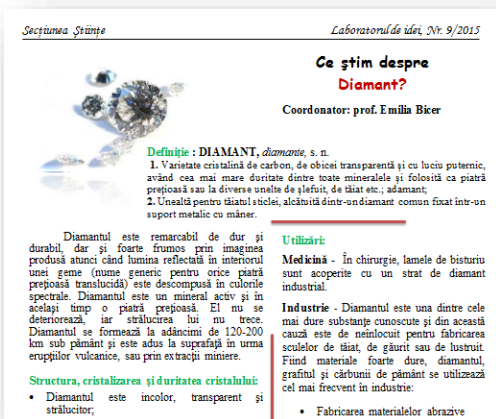 Secțiunea Științe
Laboratorul de idei, Nr. 9/2015
Ce știm despre
Diamant?
Coordonator: prof. Emilia Bicer
Definiție : DIAMANT, diamante, s. n.
1. Varietate cristalină de carbon, de obicei transparentă și cu luciu puternic,
având cea mai mare duritate dintre toate mineralele și folosită ca piatră
prețioasă sau la diverse unelte de șlefuit, de tăiat etc.; adamant;
2. Unealtă pentru tăiatul sticlei, alcătuită dintr-un diamant comun fixat într-un
suport metalic cu mâner.
Diamantul este remarcabil de dur și
durabil, dar și foarte frumos prin imaginea
produsă atunci când lumina reflectată în interiorul
unei geme (nume generic pentru orice piatră
prețioasă translucidă) este descompusă în culorile
spectrale. Diamantul este un mineral activ și în
același timp o piatră prețioasă. El nu se
deteriorează, iar strălucirea lui nu trece.
Diamantul se formează la adâncimi de 120-200
km sub pământ și este adus la suprafață în urma
erupțiilor vulcanice, sau prin extracții miniere.
Structura, cristalizarea și duritatea cristalului:
• Diamantul este incolor, transparent și
strălucitor;
Utilizări:
Medicină - În chirurgie, lamele de bisturiu
sunt acoperite cu un strat de diamant
industrial.
Industrie - Diamantul este una dintre cele
mai dure substanțe cunoscute și din această
cauză este de neînlocuit pentru fabricarea
sculelor de tăiat, de găurit sau de lustruit.
Fiind materiale foarte dure, diamantul,
grafitul și cărbunii de pământ se utilizează
cel mai frecvent în industrie:
• Fabricarea materialelor abrazive